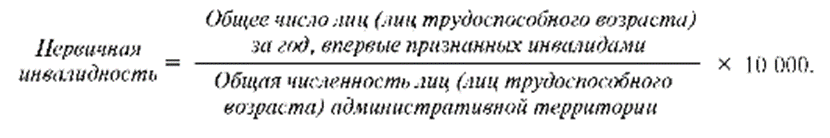 Первичная
инвалидность =
Общее число лиц (лиц трудоспособного возраста)
за год, впервые признанных инвалидами
Общая численность лиц (лиц трудоспособного
возраста) административной территории
× 10 000.